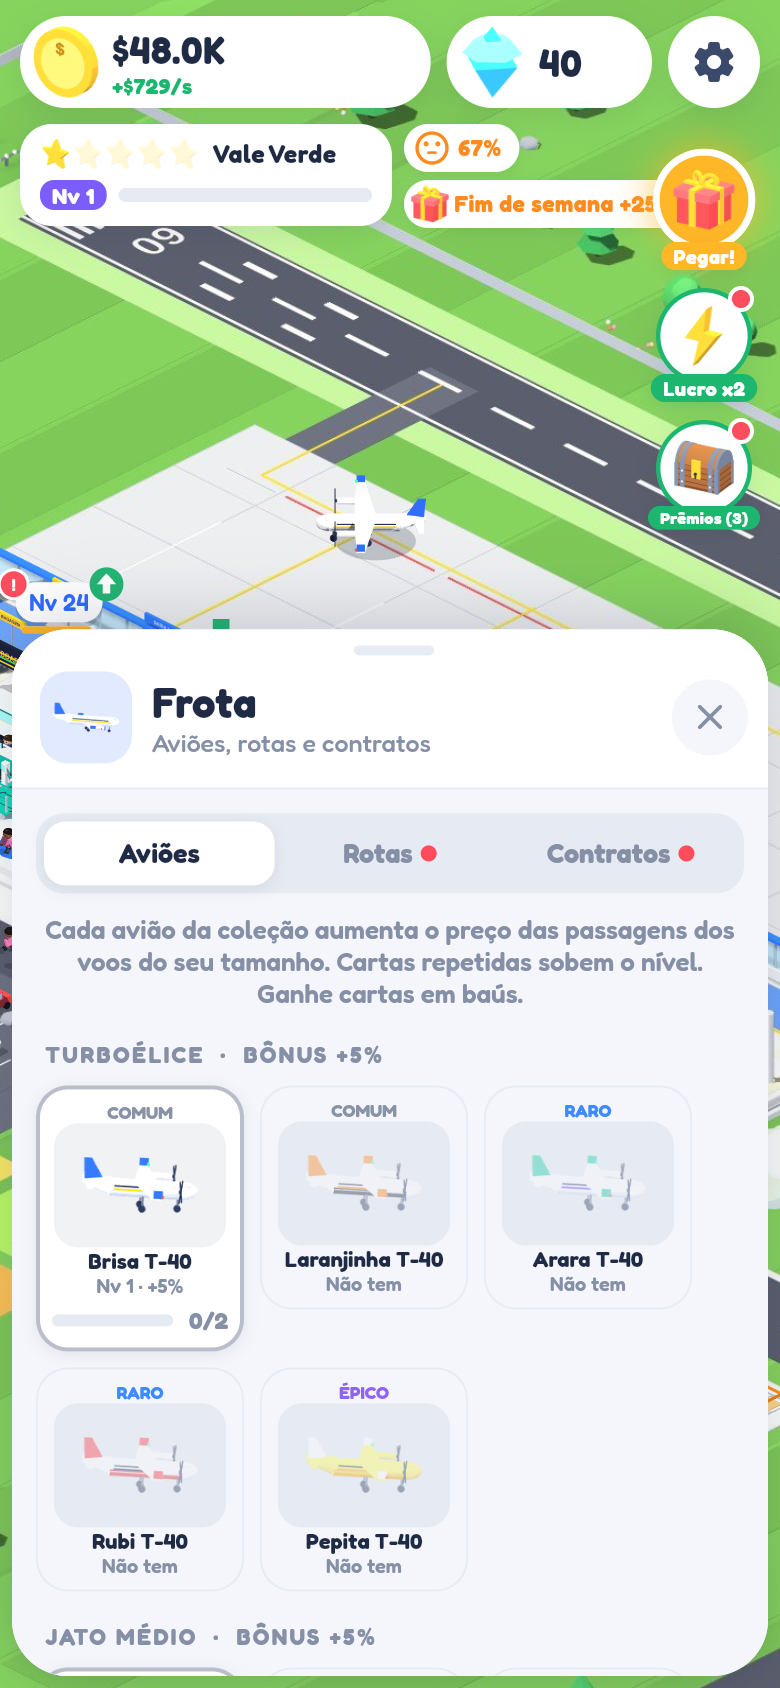 $48.0K
+$729/s
40
Vale Verde
Nv 1
67%
Fim de semana +25
Pegar!
09
Lucro x2
Prêmios (3)
Nv 24
Frota
Aviões, rotas e contratos
Aviões
Rotas
Contratos
Cada avião da coleção aumenta o preço das passagens dos
voos do seu tamanho. Cartas repetidas sobem o nível.
Ganhe cartas em baús.
TURBOÉLICE · BÔNUS +5%
COMUM
COMUM
RARO
Brisa T-40
Laranjinha T-40
Arara T-40
Nv 1 · +5%
Não tem
Não tem
0/2
RARO
ÉPICO
Rubi T-40
Pepita T-40
Não tem
Não tem
JATO MÉDIO · BÔNUS +5%